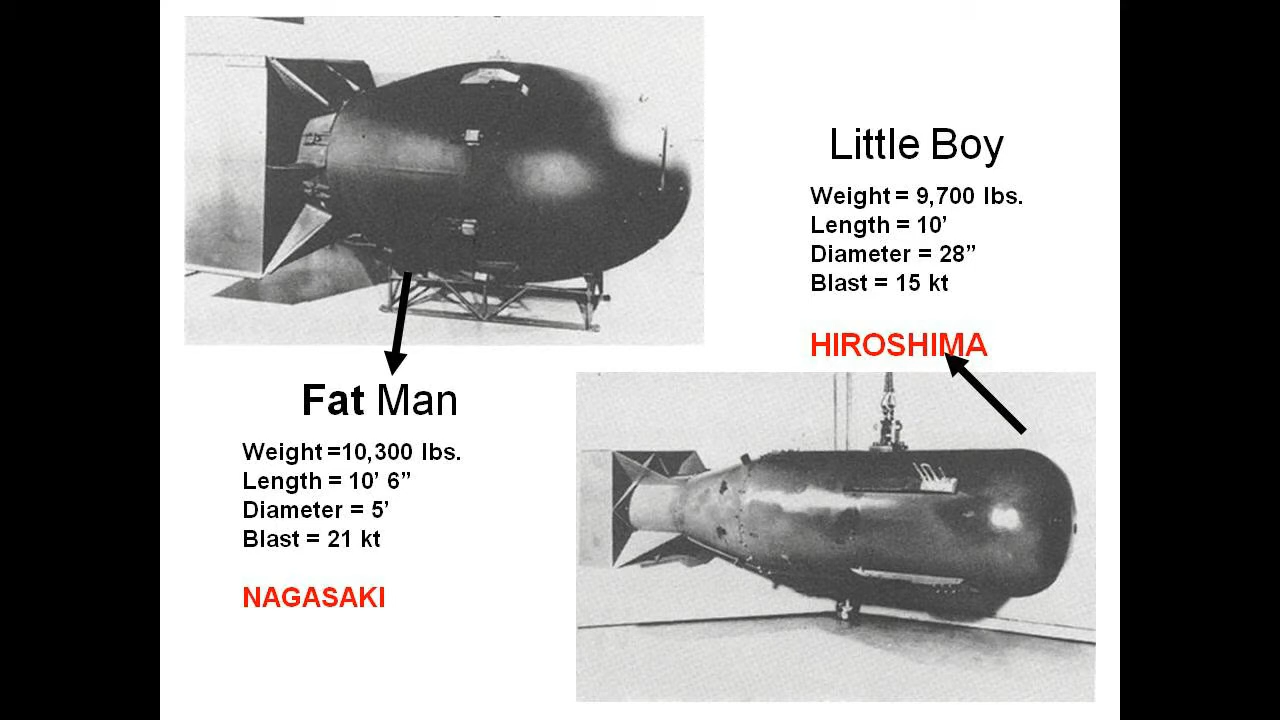 Little Boy
Weight = 9,700 lbs.
Length = 10’
Diameter = 28”
Blast = 15 kt
HIROSHIMA
Fat Man
Weight =10,300 lbs.
Length = 10’ 6”
Diameter = 5’
Blast = 21 kt
NAGASAKI